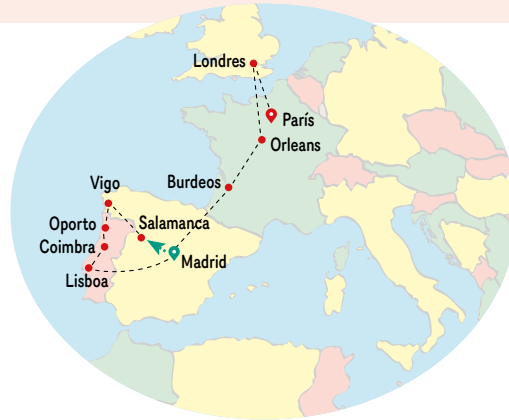 Londres
París
Orleans
Burdeos
Vigo
Salamanca
Oporto
Coimbra
Madrid
Lisboa